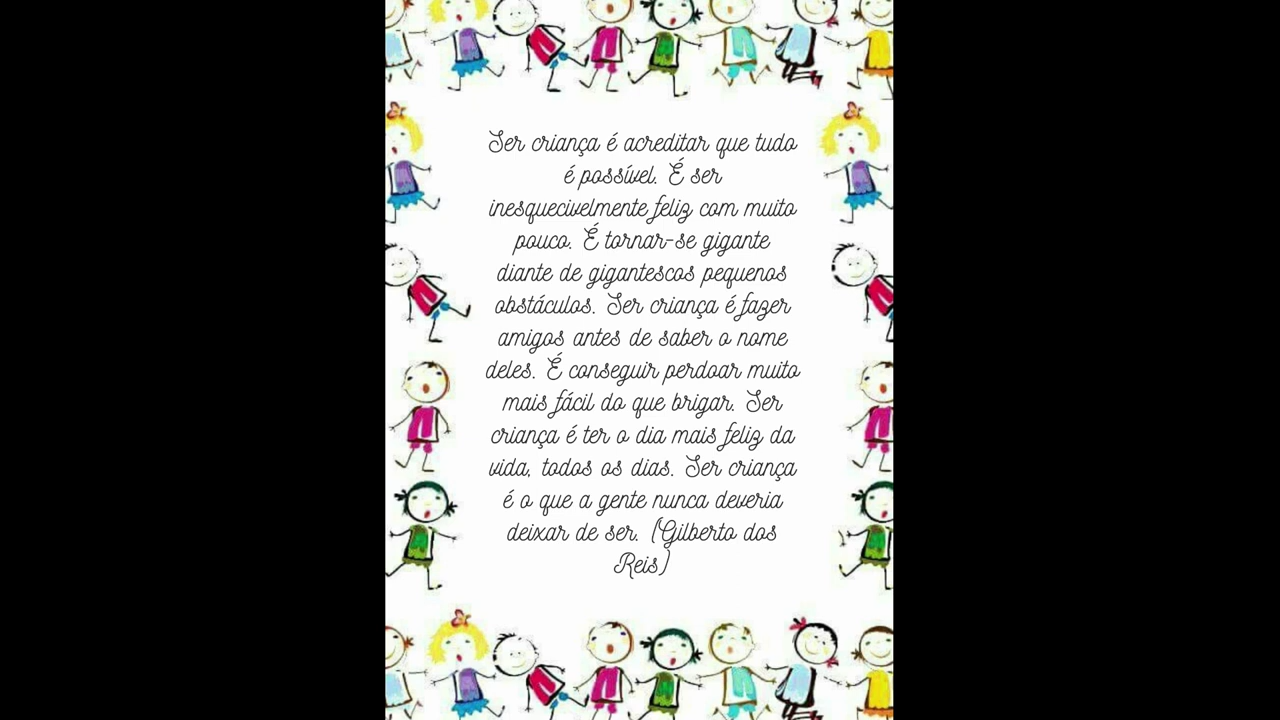 Ser criança é acreditar que tudo
é possível. É ser
inesquecivelmente feliz com muito
pouco. É tornar-se gigante
diante de gigantescos pequenos
obstáculos. Ser criança é fazer
amigos antes de saber o nome
deles. É conseguir perdoar muito
mais fácil do que brigar. Ser
criança é ter o dia mais feliz da
vida, todos os dias. Ser criança
é o que a gente nunca deveria
deixar de ser. (Gilberto dos
Reis)